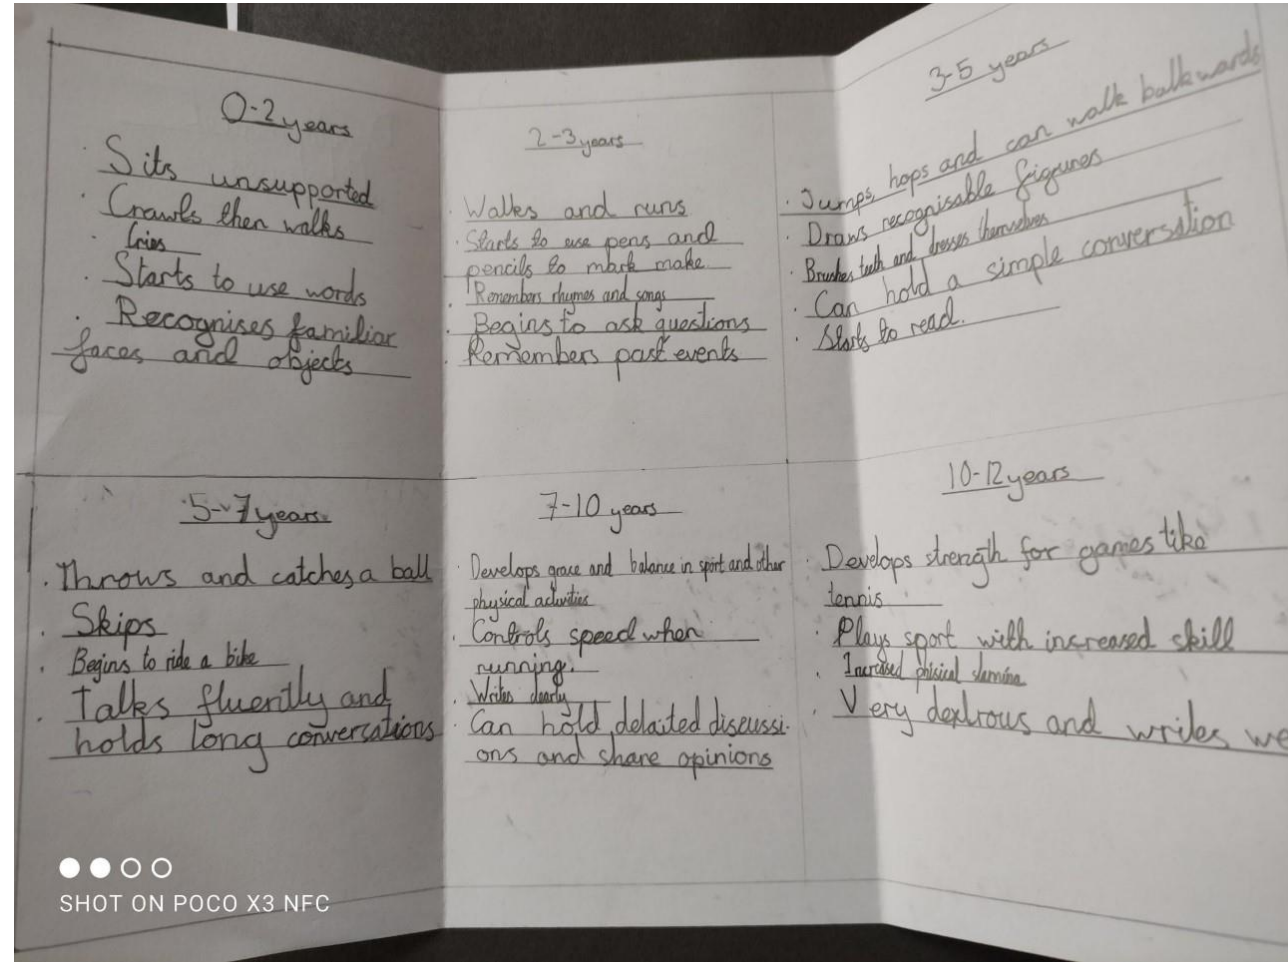 0-2 years
Sits unsupported
Crawls then walks
Cries
Starts to use words
Recognises familiar
faces and objects
2-3 years
Walks and runs
Starts to use pens and
pencils to mark make.
Remembers rhymes and songs
Begins to ask questions
Remembers past events
3-5 years
Jumps, hops and can walk balkwards
Draws recognisable figures
Brushes teeth and dresses themselves
Can hold a simple conversation
Starts to read.
5-7 years
Throws and catches a ball
Skips
Begins to ride a bike
Talks fluently and
holds long conversations
7-10 years
Develops grace and balance in sport and other
physical activities
Controls speed when
running.
Writes clearly
Can hold delaited discussi-
ons and share opinions
10-12 years
Develops strength for games like
tennis
Plays sport with increased skill
Increased phisical stamina
Very dextrous and writes we
SHOT ON POCO X3 NFC